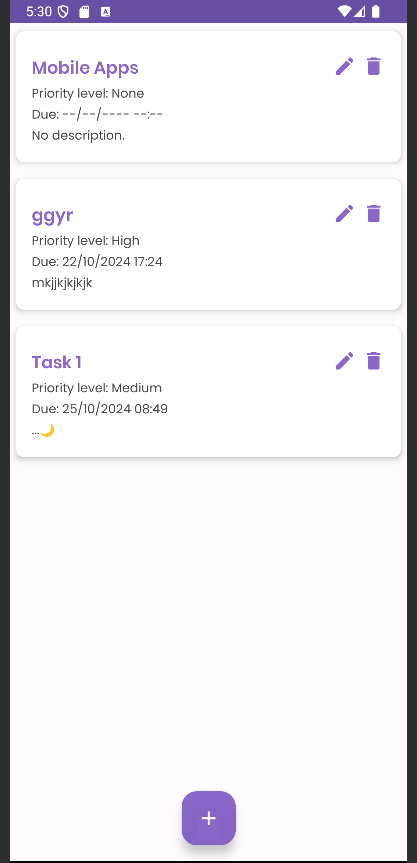 5:30
A
Mobile Apps
Priority level: None
Due: --/--/---- --:--
No description.
ggyr
Priority level: High
Due: 22/10/2024 17:24
mkjjkjkjkjk
Task 1
Priority level: Medium
Due: 25/10/2024 08:49
...🌙
+